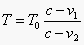 T = T₀ (c − v₁)/(c − v₂)